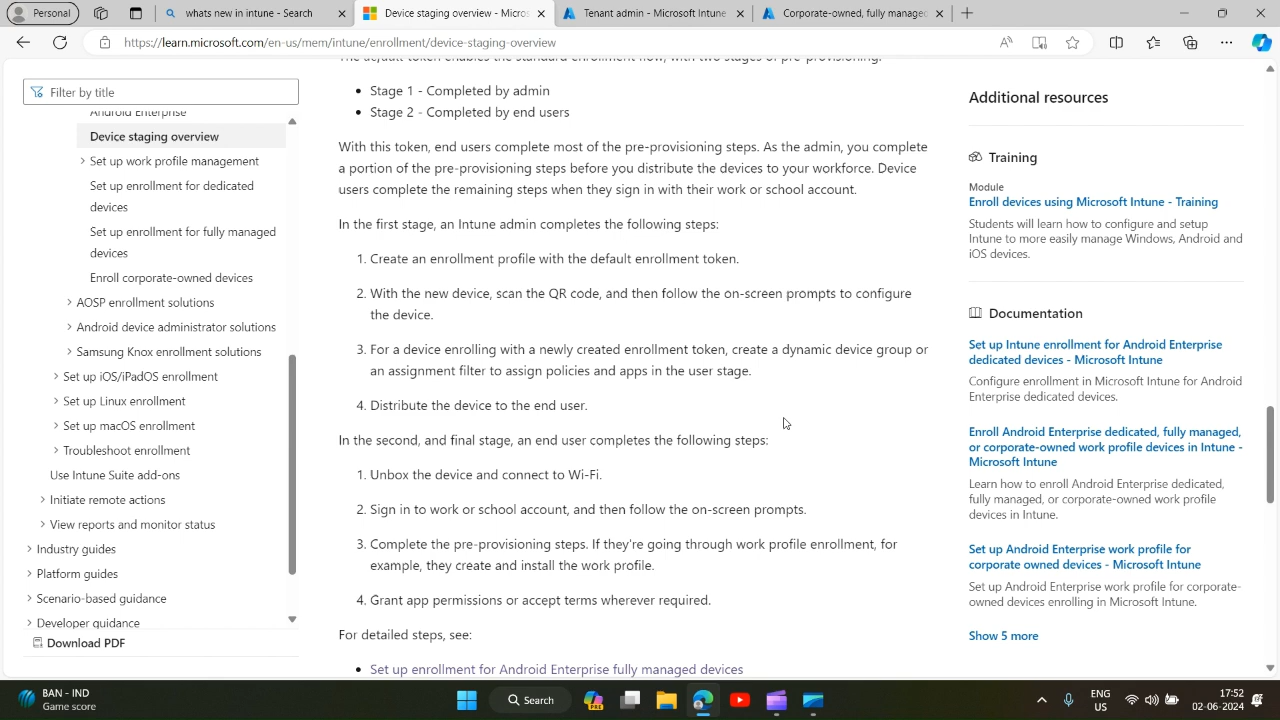 Personal
whats new in intune - Search
Device staging overview - Micros
Tenant admin - Microsoft Intune
Corporate-owned, fully managed
https://learn.microsoft.com/en-us/mem/intune/enrollment/device-staging-overview
Filter by title
Android Enterprise
Device staging overview
Set up work profile management
Set up enrollment for dedicated
devices
Set up enrollment for fully managed
devices
Enroll corporate-owned devices
AOSP enrollment solutions
Android device administrator solutions
Samsung Knox enrollment solutions
Set up iOS/iPadOS enrollment
Set up Linux enrollment
Set up macOS enrollment
Troubleshoot enrollment
Use Intune Suite add-ons
Initiate remote actions
View reports and monitor status
Industry guides
Platform guides
Scenario-based guidance
Developer guidance
Download PDF
The default token enables the standard enrollment flow, with two stages of pre-provisioning.
• Stage 1 - Completed by admin
• Stage 2 - Completed by end users
With this token, end users complete most of the pre-provisioning steps. As the admin, you complete
a portion of the pre-provisioning steps before you distribute the devices to your workforce. Device
users complete the remaining steps when they sign in with their work or school account.
In the first stage, an Intune admin completes the following steps:
1. Create an enrollment profile with the default enrollment token.
2. With the new device, scan the QR code, and then follow the on-screen prompts to configure
the device.
3. For a device enrolling with a newly created enrollment token, create a dynamic device group or
an assignment filter to assign policies and apps in the user stage.
4. Distribute the device to the end user.
In the second, and final stage, an end user completes the following steps:
1. Unbox the device and connect to Wi-Fi.
2. Sign in to work or school account, and then follow the on-screen prompts.
3. Complete the pre-provisioning steps. If they're going through work profile enrollment, for
example, they create and install the work profile.
4. Grant app permissions or accept terms wherever required.
For detailed steps, see:
• Set up enrollment for Android Enterprise fully managed devices
Additional resources
Training
Module
Enroll devices using Microsoft Intune - Training
Students will learn how to configure and setup
Intune to more easily manage Windows, Android and
iOS devices.
Documentation
Set up Intune enrollment for Android Enterprise
dedicated devices - Microsoft Intune
Configure enrollment in Microsoft Intune for Android
Enterprise dedicated devices.
Enroll Android Enterprise dedicated, fully managed,
or corporate-owned work profile devices in Intune -
Microsoft Intune
Learn how to enroll Android Enterprise dedicated,
fully managed, or corporate-owned work profile
devices in Intune.
Set up Android Enterprise work profile for
corporate owned devices - Microsoft Intune
Set up Android Enterprise work profile for corporate-
owned devices enrolling in Microsoft Intune.
Show 5 more
BAN - IND
Game score
Search
PRE
ENG
US
17:52
02-06-2024